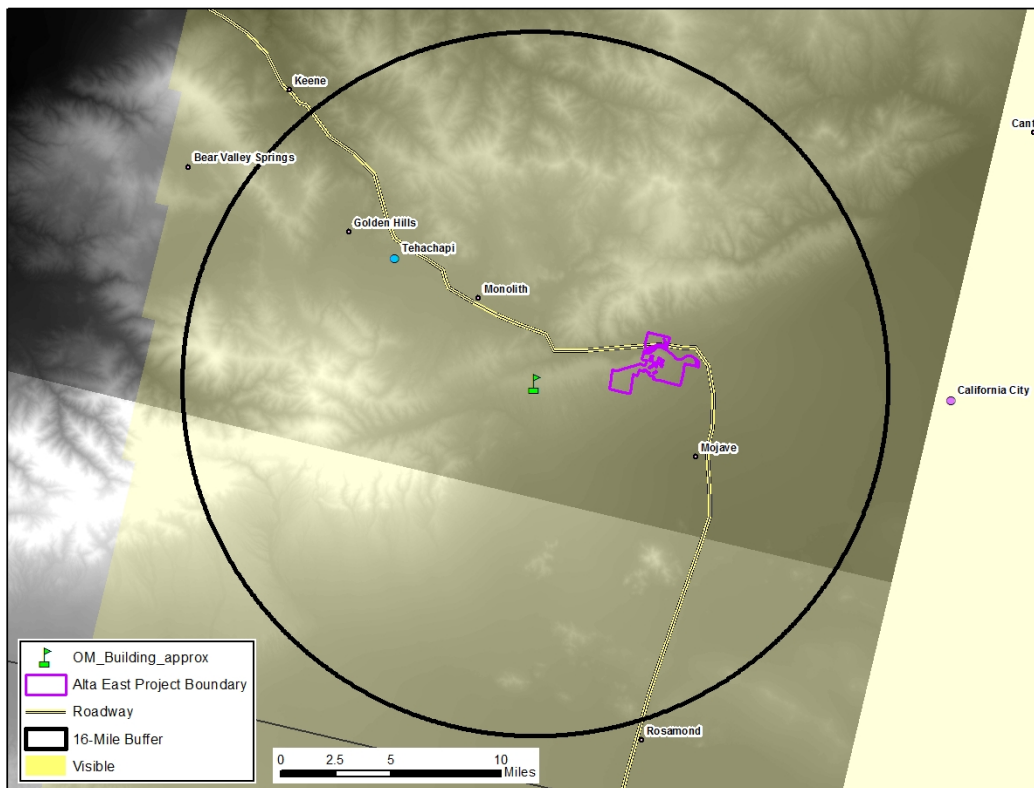 Keene
Cant
Bear Valley Springs
Golden Hills
Tehachapi
Monolith
California City
Mojave
Rosamond
OM_Building_approx
Alta East Project Boundary
Roadway
16-Mile Buffer
Visible
0 2.5 5 10
Miles